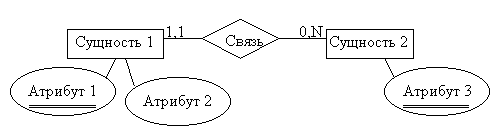 1,1
0,N
Сущность 1
Связь
Сущность 2
Атрибут 1
Атрибут 2
Атрибут 3